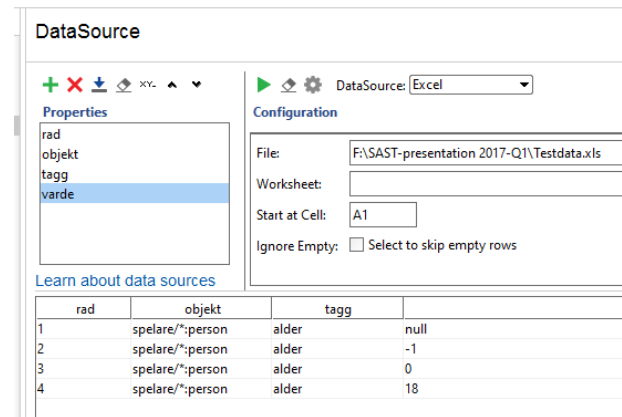 DataSource
XY_
DataSource: Excel
Properties
Configuration
rad
objekt
tagg
varde
File: F:\SAST-presentation 2017-Q1\Testdata.xls
Worksheet:
Start at Cell: A1
Ignore Empty: Select to skip empty rows
Learn about data sources
rad objekt tagg
1 spelare/*:person alder null
2 spelare/*:person alder -1
3 spelare/*:person alder 0
4 spelare/*:person alder 18